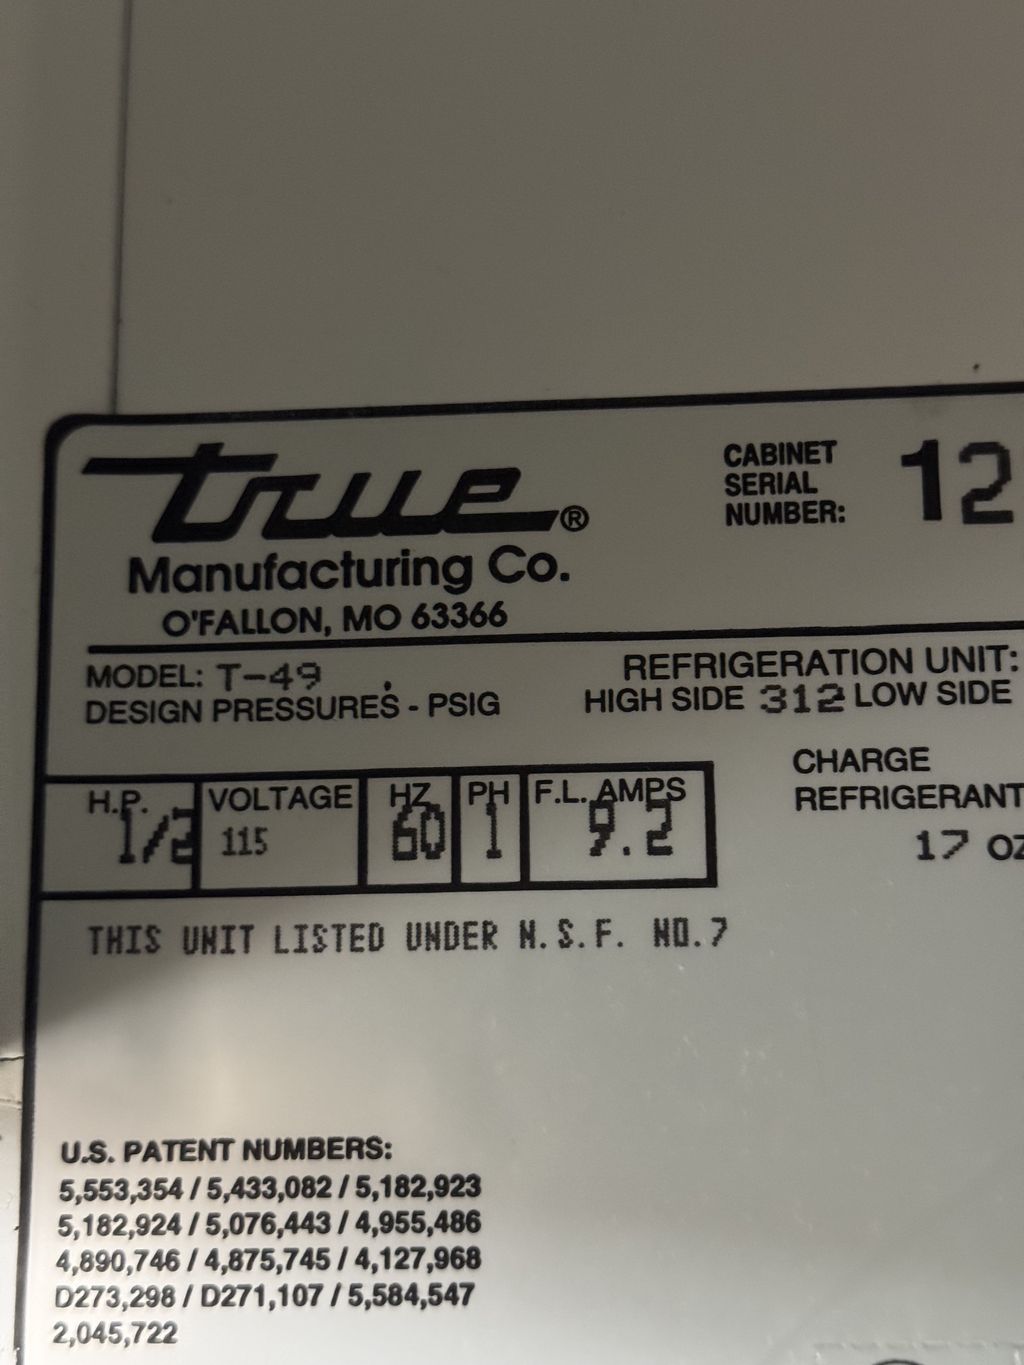 true®
Manufacturing Co.
O'FALLON, MO 63366
CABINET
SERIAL
NUMBER: 12
MODEL: T-49
DESIGN PRESSURES - PSIG
REFRIGERATION UNIT:
HIGH SIDE 312 LOW SIDE
H.P. VOLTAGE HZ PH F.L. AMPS
1/2 115 60 1 9.2
CHARGE
REFRIGERANT
17 OZ
THIS UNIT LISTED UNDER N.S.F. NO.7
U.S. PATENT NUMBERS:
5,553,354 / 5,433,082 / 5,182,923
5,182,924 / 5,076,443 / 4,955,486
4,890,746 / 4,875,745 / 4,127,968
D273,298 / D271,107 / 5,584,547
2,045,722